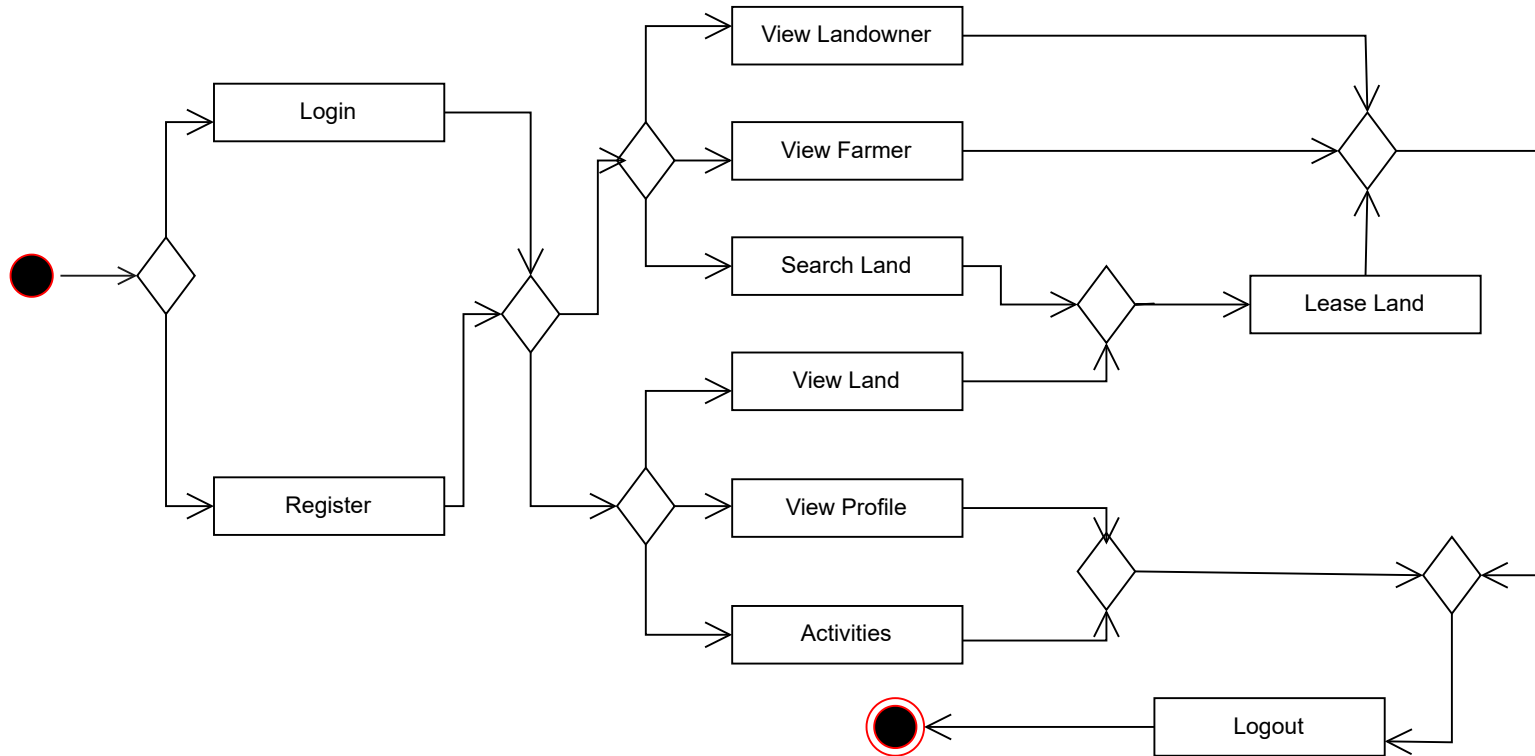 View Landowner
Login
View Farmer
Search Land
Lease Land
View Land
Register
View Profile
Activities
Logout